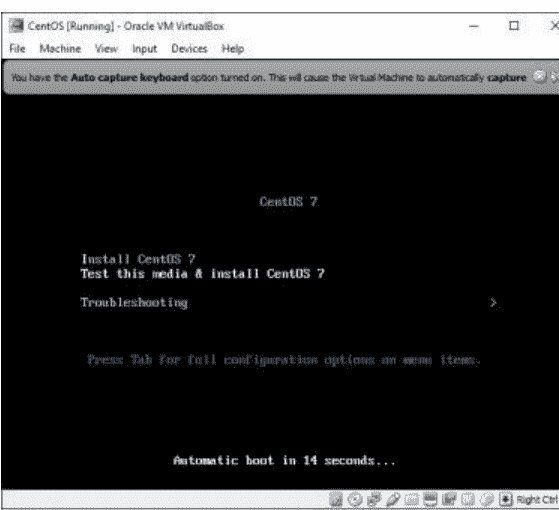 CentOS [Running] - Oracle VM VirtualBox
File Machine View Input Devices Help
You have the Auto capture keyboard option turned on. This will cause the Virtual Machine to automatically capture
CentOS 7
Install CentOS 7
Test this media & install CentOS 7
Troubleshooting >
Press Tab for full configuration options on menu items.
Automatic boot in 14 seconds...
Right Ctrl